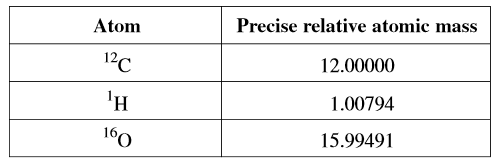 Atom Precise relative atomic mass
¹²C 12.00000
¹H 1.00794
¹⁶O 15.99491